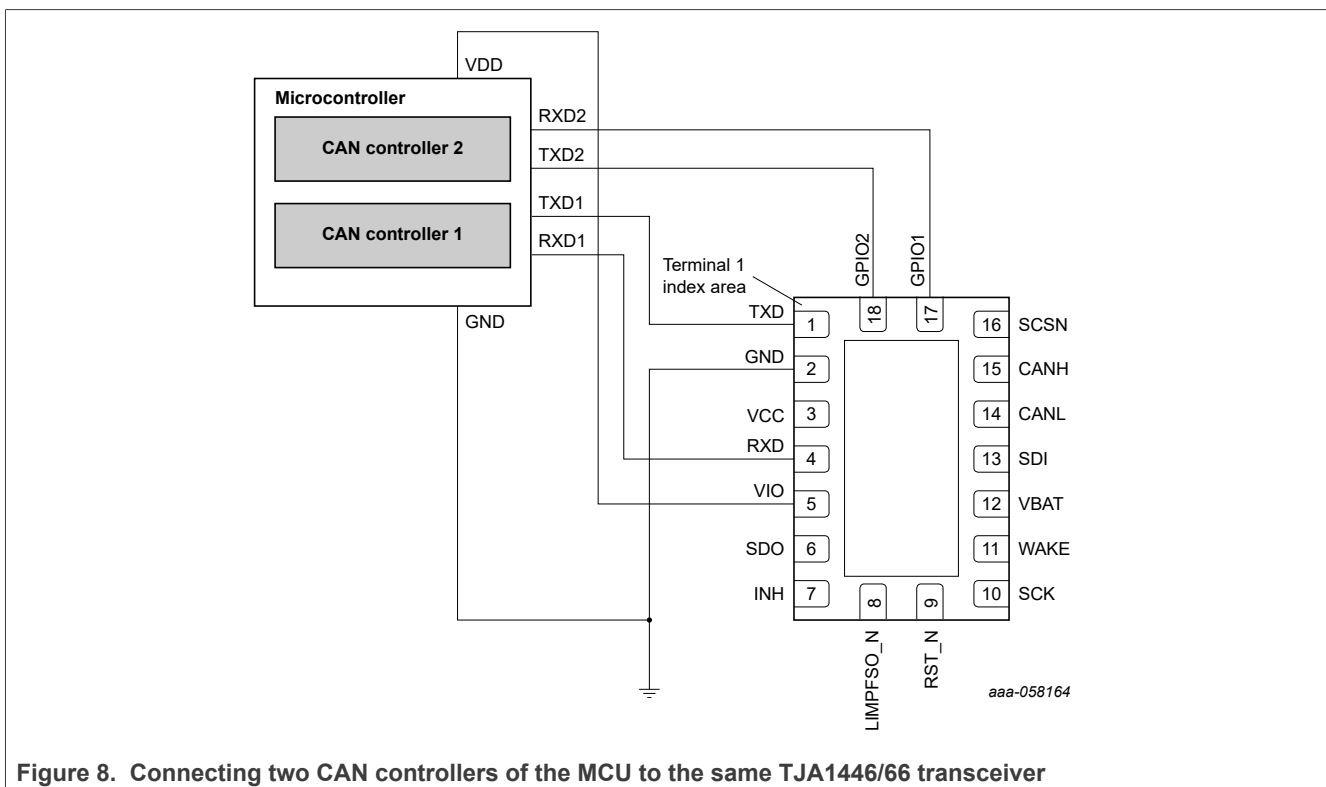 VDD
Microcontroller
CAN controller 2
CAN controller 1
RXD2
TXD2
TXD1
RXD1
GND
Terminal 1
index area
GPIO2
GPIO1
18
17
TXD
1
GND
2
VCC
3
RXD
4
VIO
5
SDO
6
INH
7
16
SCSN
15
CANH
14
CANL
13
SDI
12
VBAT
11
WAKE
10
SCK
8
9
LIMPFSO_N
RST_N
aaa-058164
Figure 8. Connecting two CAN controllers of the MCU to the same TJA1446/66 transceiver